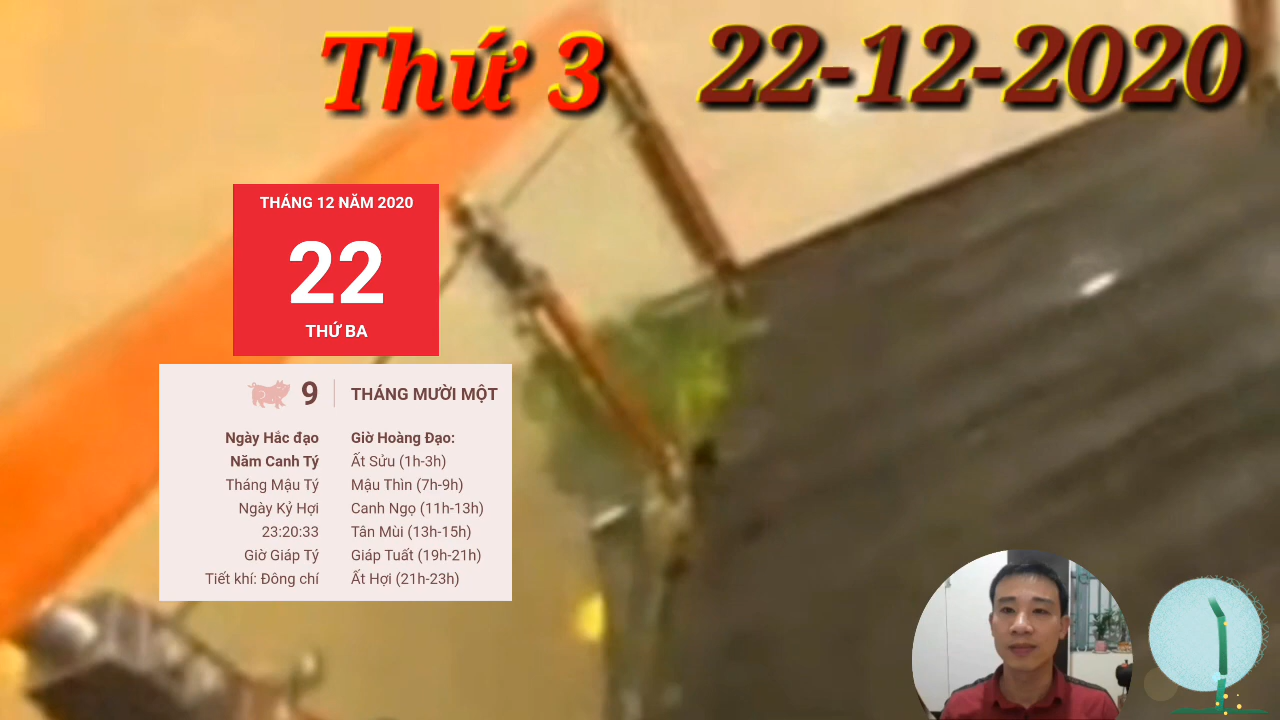 Thứ 3 22-12-2020
THÁNG 12 NĂM 2020
22
THỨ BA
9 THÁNG MƯỜI MỘT
Ngày Hắc đạo
Năm Canh Tý
Tháng Mậu Tý
Ngày Kỷ Hợi
23:20:33
Giờ Giáp Tý
Tiết khí: Đông chí
Giờ Hoàng Đạo:
Ất Sửu (1h-3h)
Mậu Thìn (7h-9h)
Canh Ngọ (11h-13h)
Tân Mùi (13h-15h)
Giáp Tuất (19h-21h)
Ất Hợi (21h-23h)